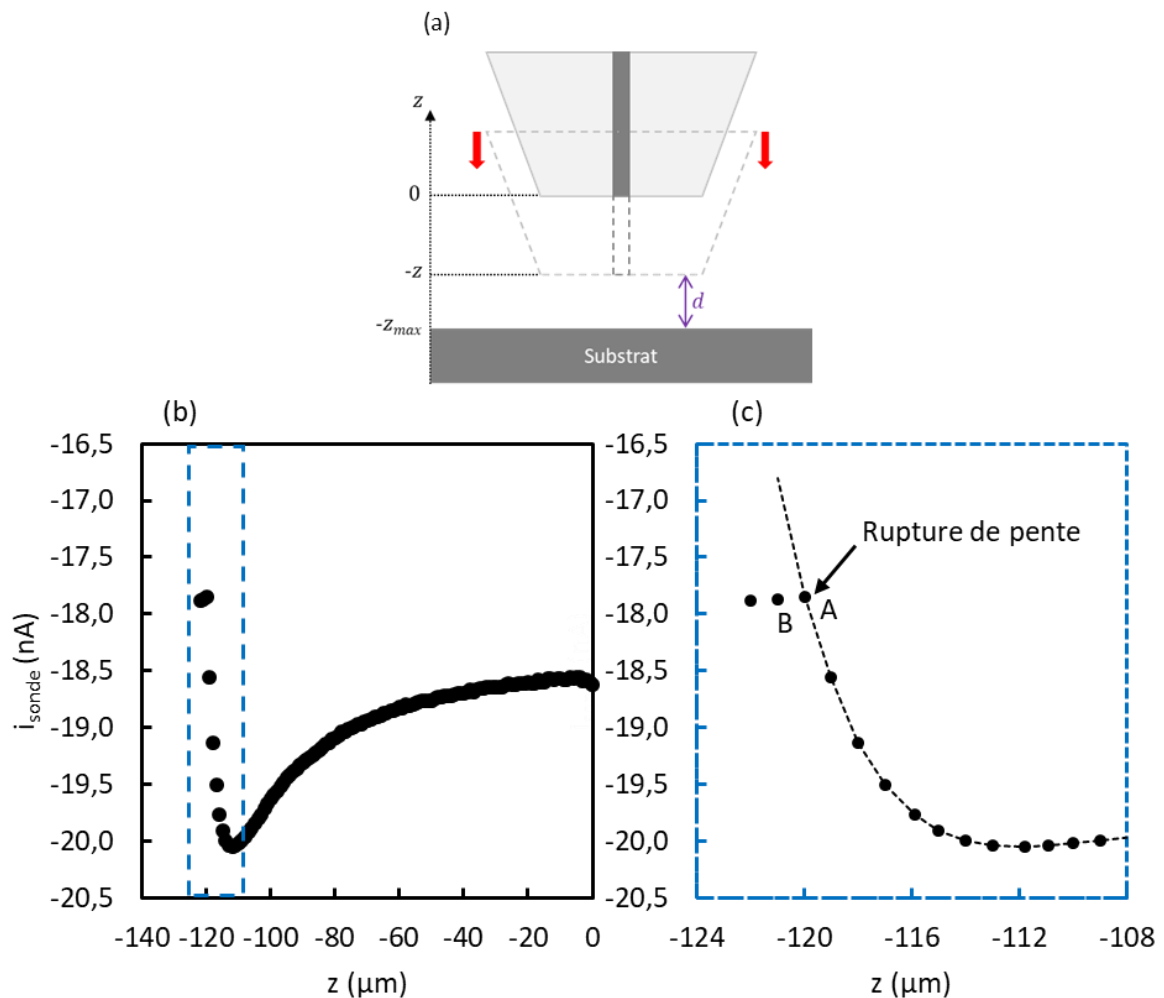 (a)
z
0
-z
d
-z_max
Substrat
(b)
(c)
i_sonde (nA)
-16,5
-17,0
-17,5
-18,0
-18,5
-19,0
-19,5
-20,0
-20,5
-140 -120 -100 -80 -60 -40 -20 0
z (µm)
-16,5
-17,0
-17,5
-18,0
-18,5
-19,0
-19,5
-20,0
-20,5
Rupture de pente
B A
-124 -120 -116 -112 -108
z (µm)